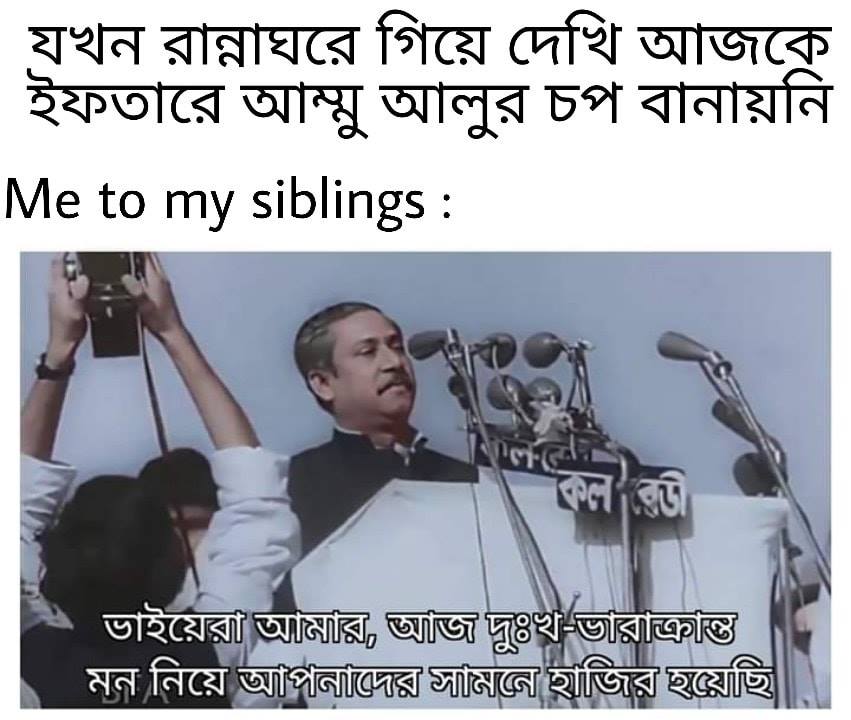 যখন রান্নাঘরে গিয়ে দেখি আজকে
ইফতারে আম্মু আলুর চপ বানায়নি
Me to my siblings :
কল-রেডী
ভাইয়েরা আমার, আজ দুঃখ-ভারাক্রান্ত
মন নিয়ে আপনাদের সামনে হাজির হয়েছি